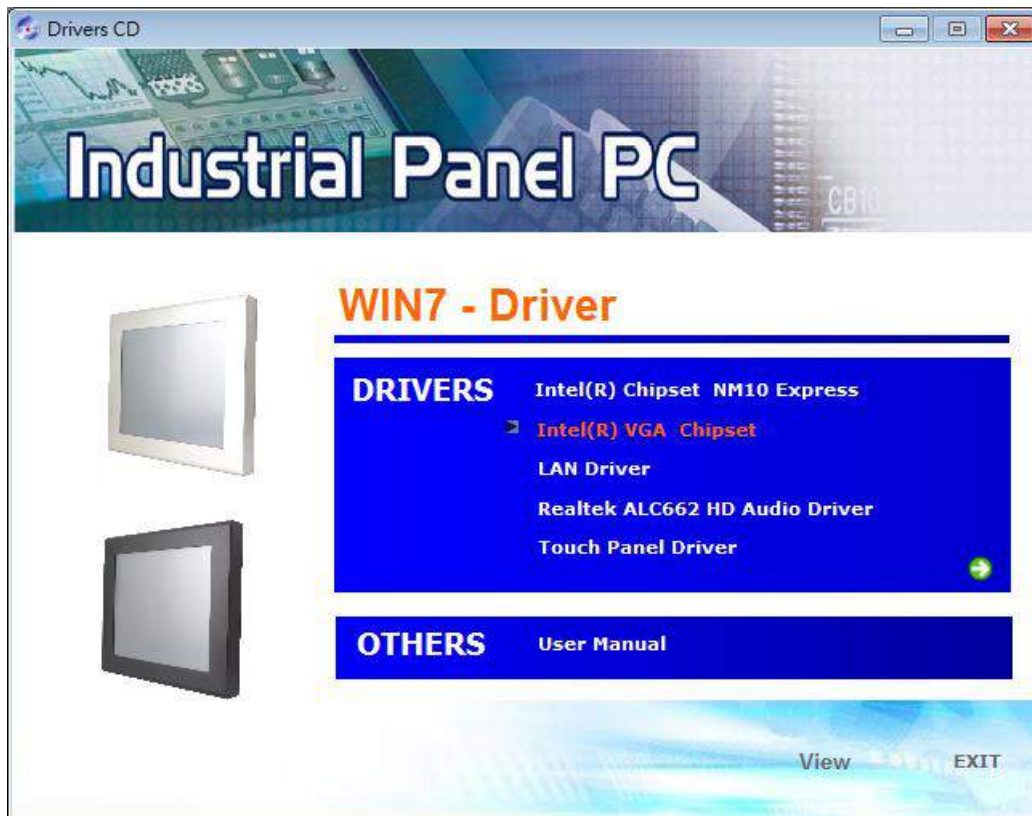 Drivers CD
Industrial Panel PC
CB10
WIN7 - Driver
DRIVERS
Intel(R) Chipset NM10 Express
Intel(R) VGA Chipset
LAN Driver
Realtek ALC662 HD Audio Driver
Touch Panel Driver
OTHERS
User Manual
View
EXIT